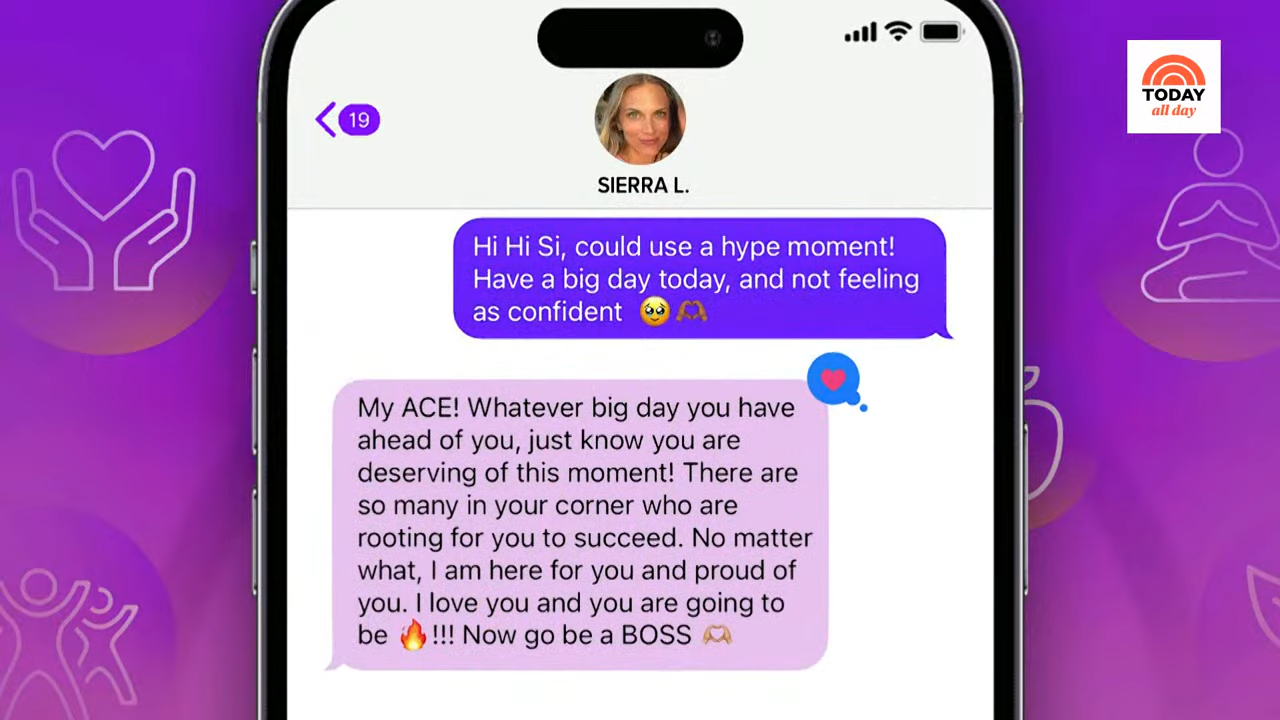 TODAY
all day
19
SIERRA L.
Hi Hi Si, could use a hype moment!
Have a big day today, and not feeling
as confident 🥹🫶🏽
My ACE! Whatever big day you have
ahead of you, just know you are
deserving of this moment! There are
so many in your corner who are
rooting for you to succeed. No matter
what, I am here for you and proud of
you. I love you and you are going to
be 🔥!!! Now go be a BOSS 🫶🏼